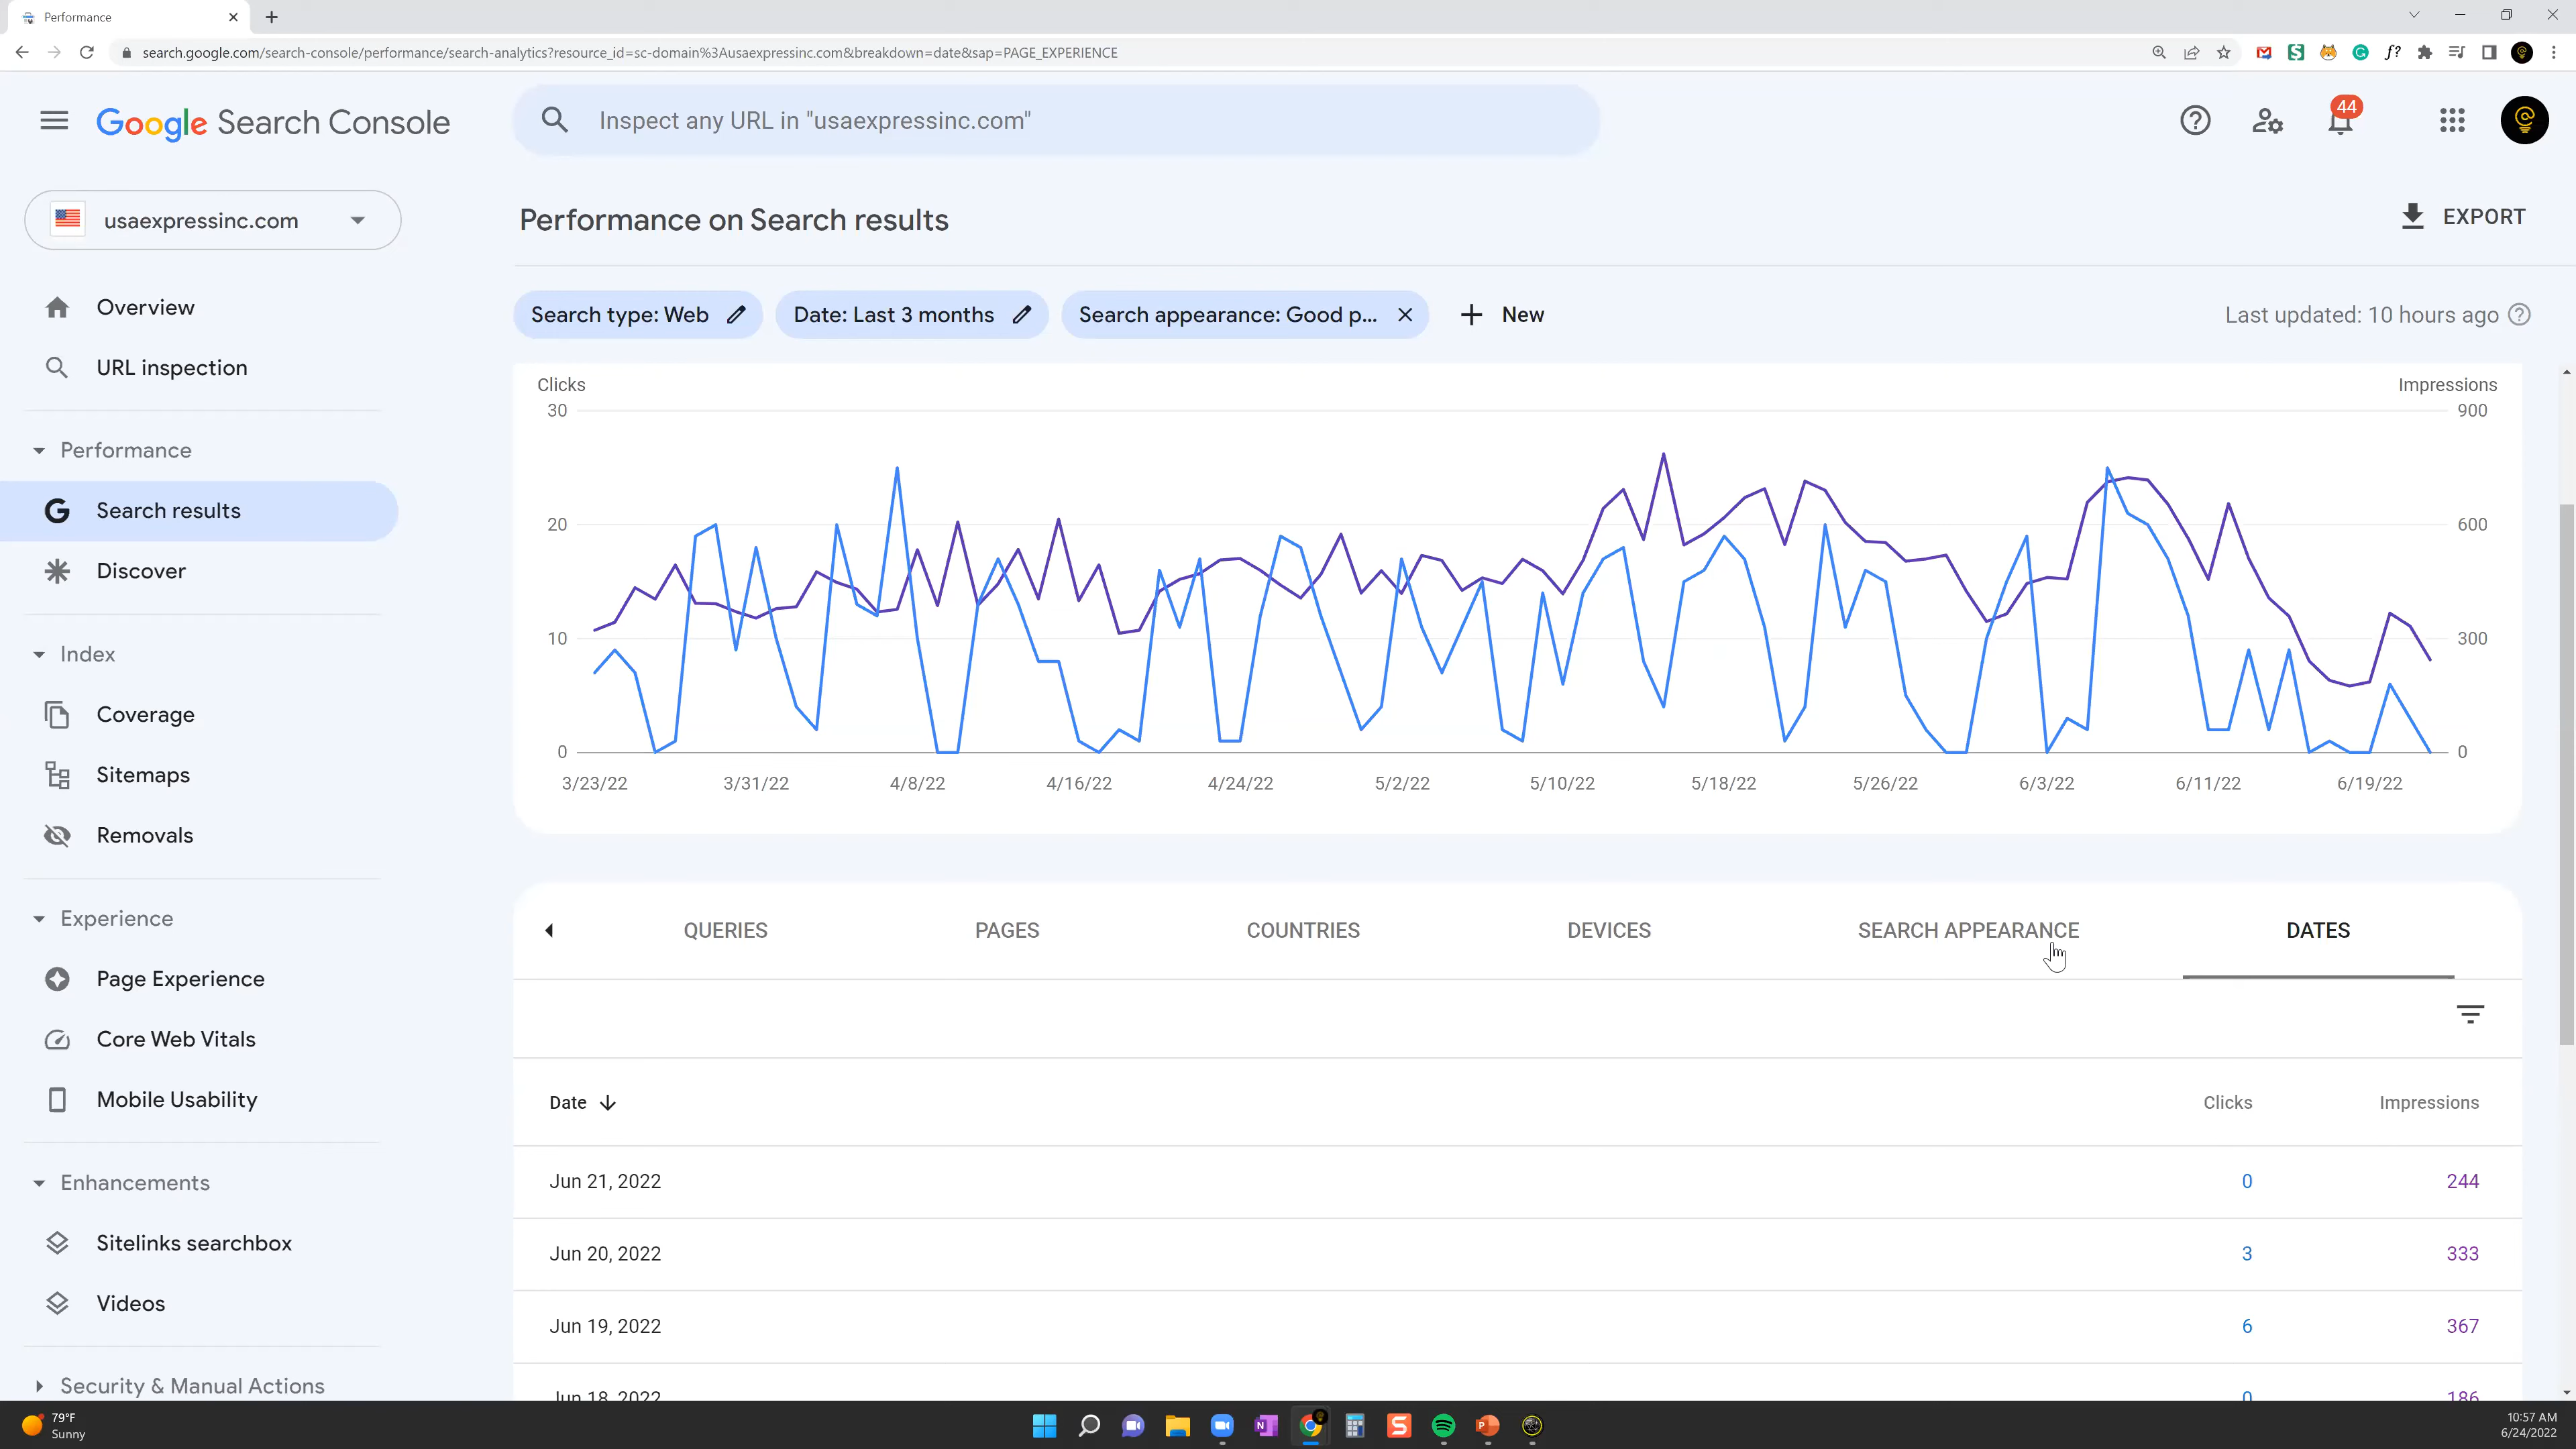 Performance
search.google.com/search-console/performance/search-analytics?resource_id=sc-domain%3Ausaexpressinc.com&breakdown=date&sap=PAGE_EXPERIENCE
Google Search Console
Inspect any URL in "usaexpressinc.com"
44
usaexpressinc.com
Performance on Search results
EXPORT
Search type: Web
Date: Last 3 months
Search appearance: Good p...
New
Last updated: 10 hours ago
Overview
URL inspection
Performance
Search results
Discover
Index
Coverage
Sitemaps
Removals
Experience
Page Experience
Core Web Vitals
Mobile Usability
Enhancements
Sitelinks searchbox
Videos
Security & Manual Actions
Clicks
Impressions
30
900
20
600
10
300
0
0
3/23/22
3/31/22
4/8/22
4/16/22
4/24/22
5/2/22
5/10/22
5/18/22
5/26/22
6/3/22
6/11/22
6/19/22
QUERIES
PAGES
COUNTRIES
DEVICES
SEARCH APPEARANCE
DATES
Date
Clicks
Impressions
Jun 21, 2022
0
244
Jun 20, 2022
3
333
Jun 19, 2022
6
367
Jun 18, 2022
0
186
79°F
Sunny
10:57 AM
6/24/2022